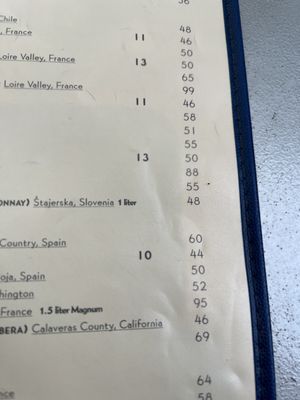 56
Chile
, France 48
11 46
50
Loire Valley, France 13 50
65
Loire Valley, France 99
11 46
58
51
55
13 50
88
55
ONNAY) Štajerska, Slovenia 1 liter 48
Country, Spain 60
10 44
oja, Spain 50
hington 52
France 1.5 liter Magnum 95
BERA) Calaveras County, California 46
69
64
nce 58